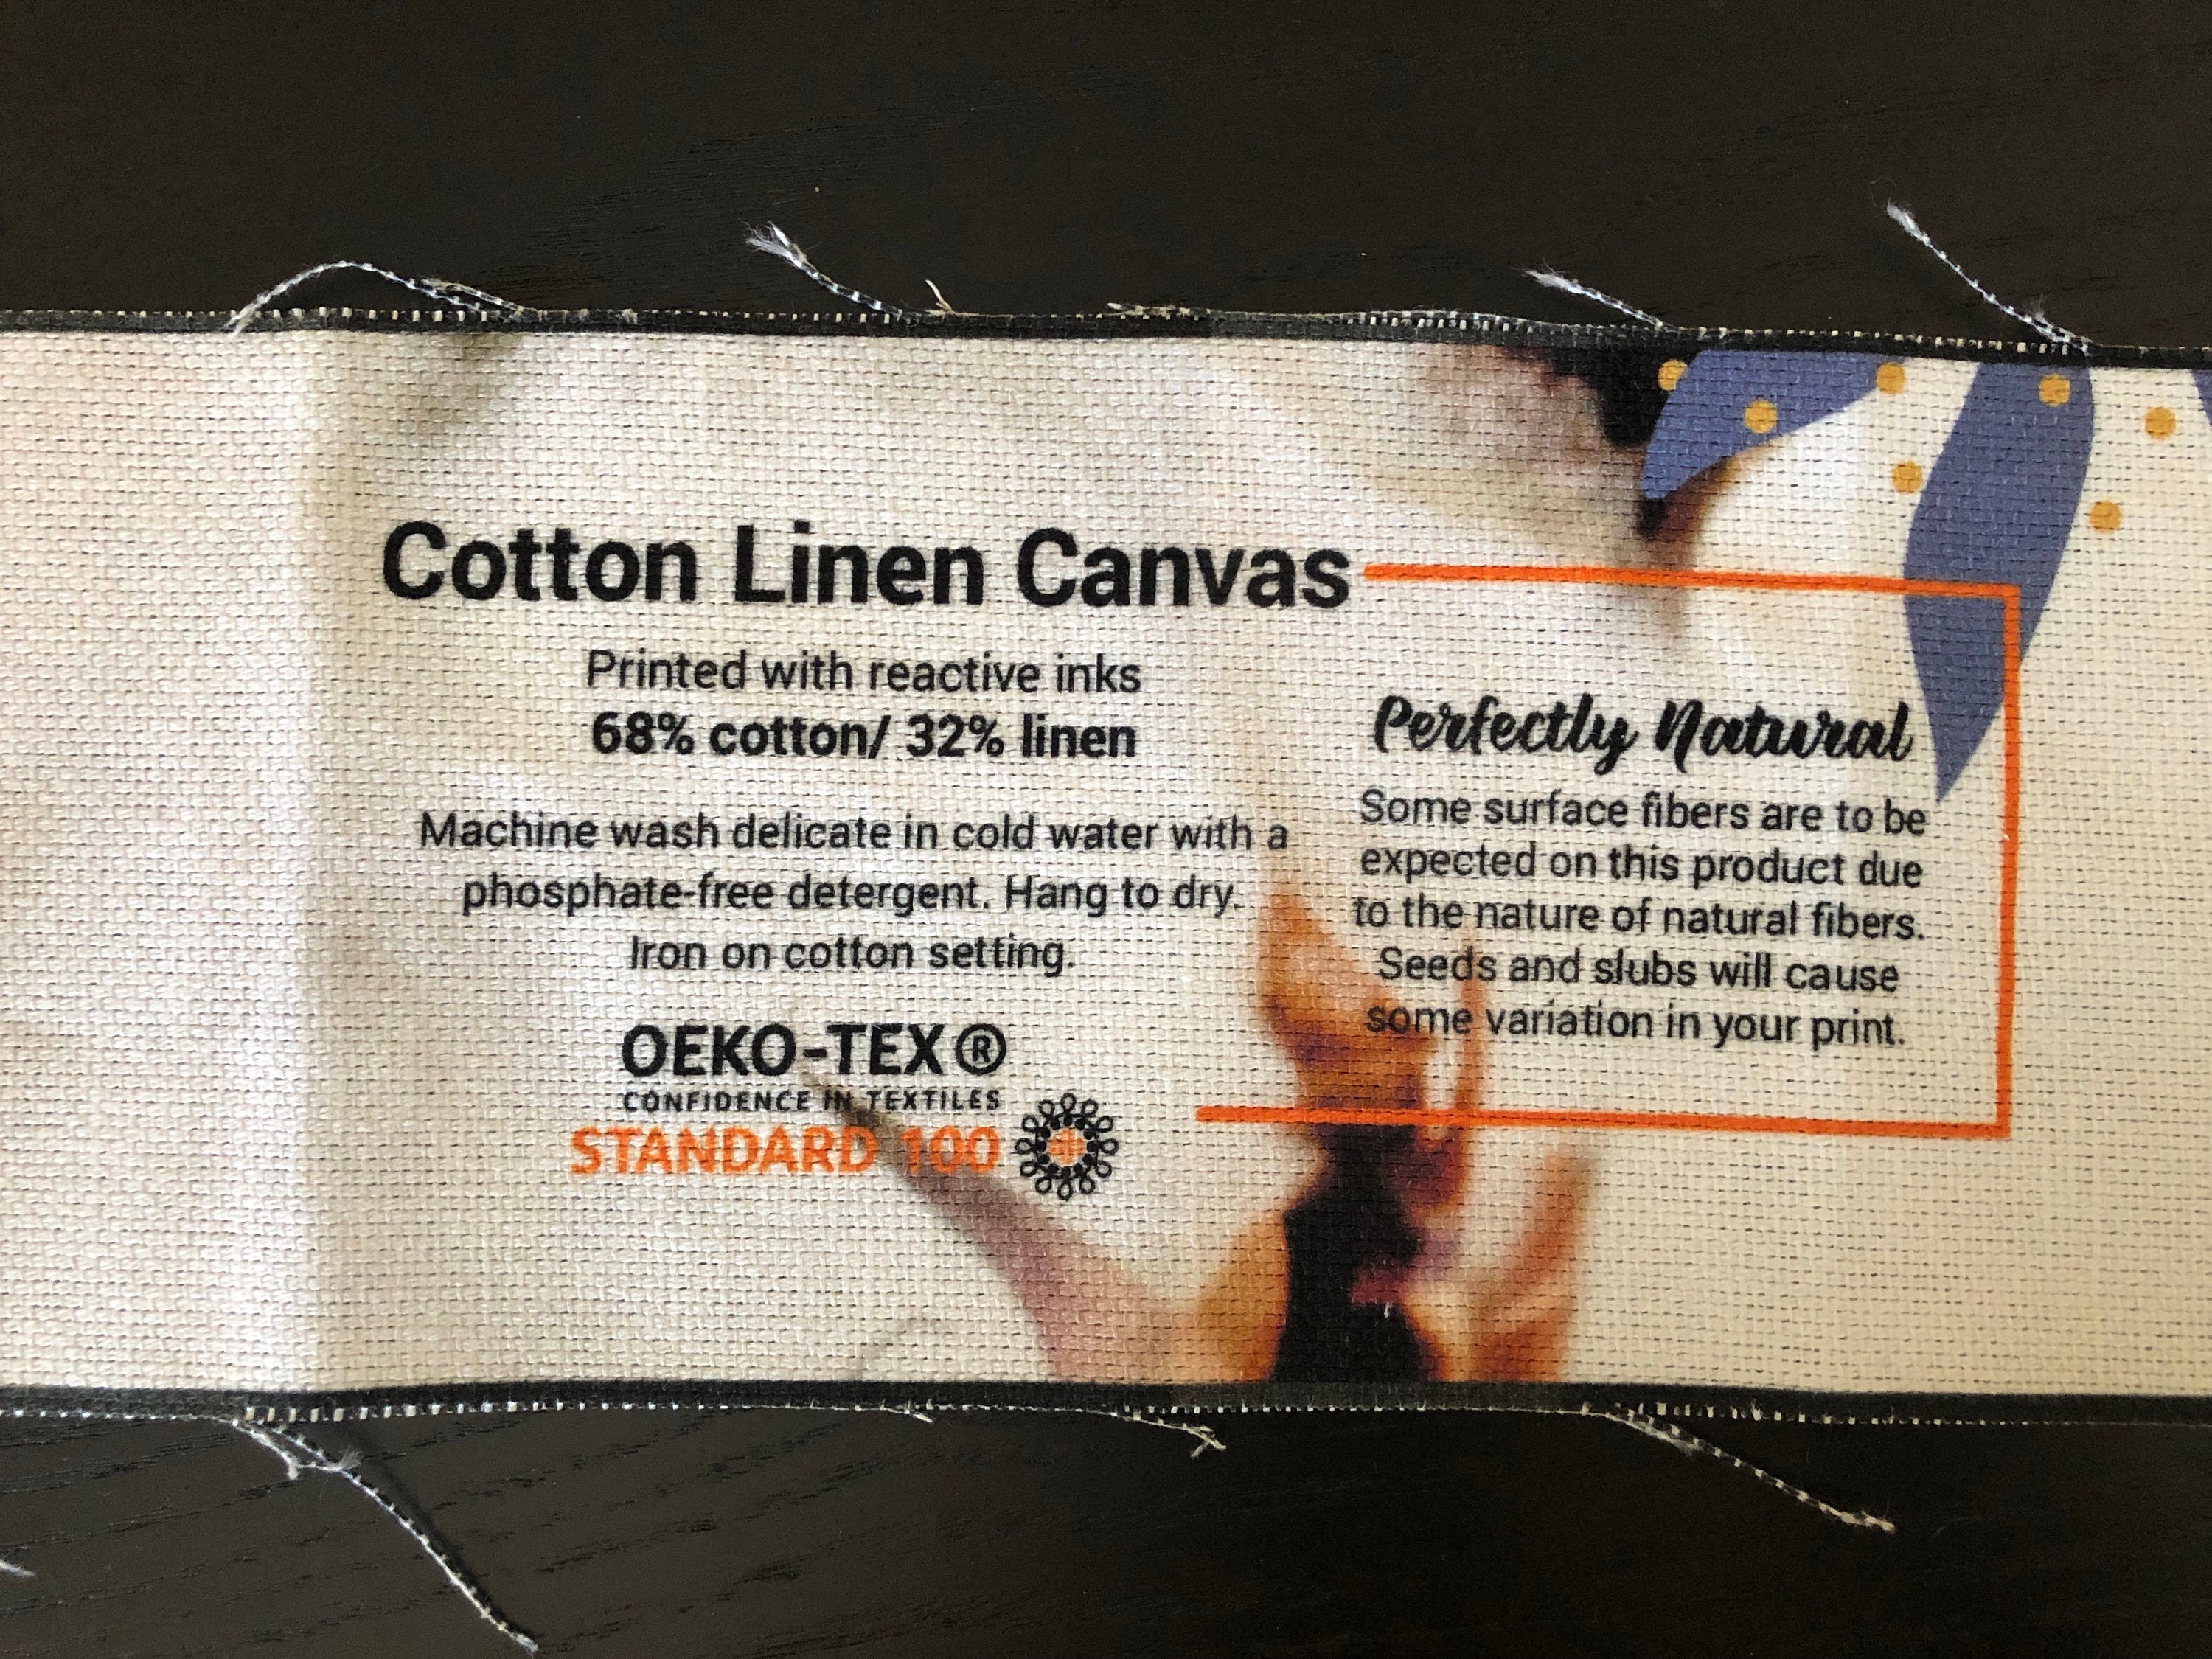 Cotton Linen Canvas
Printed with reactive inks
68% cotton/ 32% linen
Machine wash delicate in cold water with a
phosphate-free detergent. Hang to dry.
Iron on cotton setting.
OEKO-TEX®
CONFIDENCE IN TEXTILES
STANDARD 100
Perfectly Natural
Some surface fibers are to be
expected on this product due
to the nature of natural fibers.
Seeds and slubs will cause
some variation in your print.